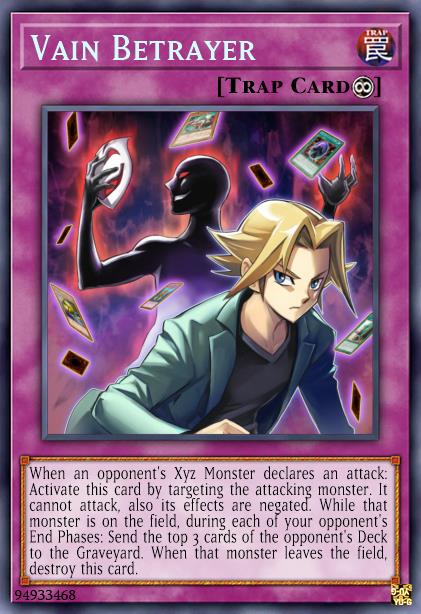 Vain Betrayer
TRAP
罠
[Trap Card]
When an opponent's Xyz Monster declares an attack:
Activate this card by targeting the attacking monster. It
cannot attack, also its effects are negated. While that
monster is on the field, during each of your opponent's
End Phases: Send the top 3 cards of the opponent's Deck
to the Graveyard. When that monster leaves the field,
destroy this card.
94933468